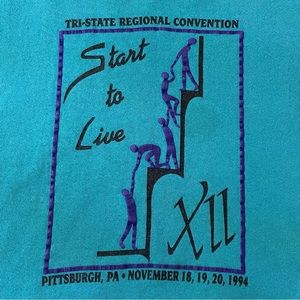 TRI-STATE REGIONAL CONVENTION
Start
to
Live
XII
PITTSBURGH, PA • NOVEMBER 18, 19, 20, 1994